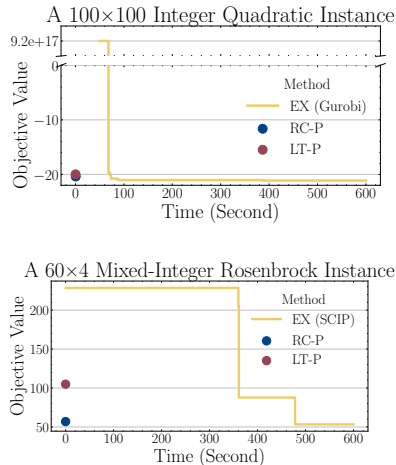 A 100×100 Integer Quadratic Instance
9.2e+17
0
−10
−20
Objective Value
Method
EX (Gurobi)
RC-P
LT-P
0 100 200 300 400 500 600
Time (Second)
A 60×4 Mixed-Integer Rosenbrock Instance
200
150
100
50
Objective Value
Method
EX (SCIP)
RC-P
LT-P
0 100 200 300 400 500 600
Time (Second)